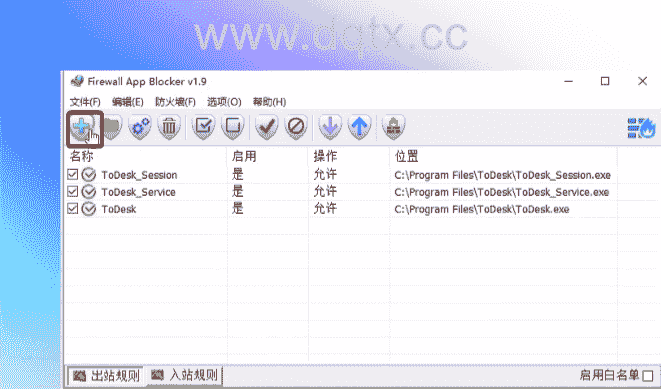 www.dqtx.cc
Firewall App Blocker v1.9
文件(F) 编辑(E) 防火墙(F) 选项(O) 帮助(H)
名称 启用 操作 位置
ToDesk_Session 是 允许 C:\Program Files\ToDesk\ToDesk_Session.exe
ToDesk_Service 是 允许 C:\Program Files\ToDesk\ToDesk_Service.exe
ToDesk 是 允许 C:\Program Files\ToDesk\ToDesk.exe
出站规则 入站规则 启用白名单